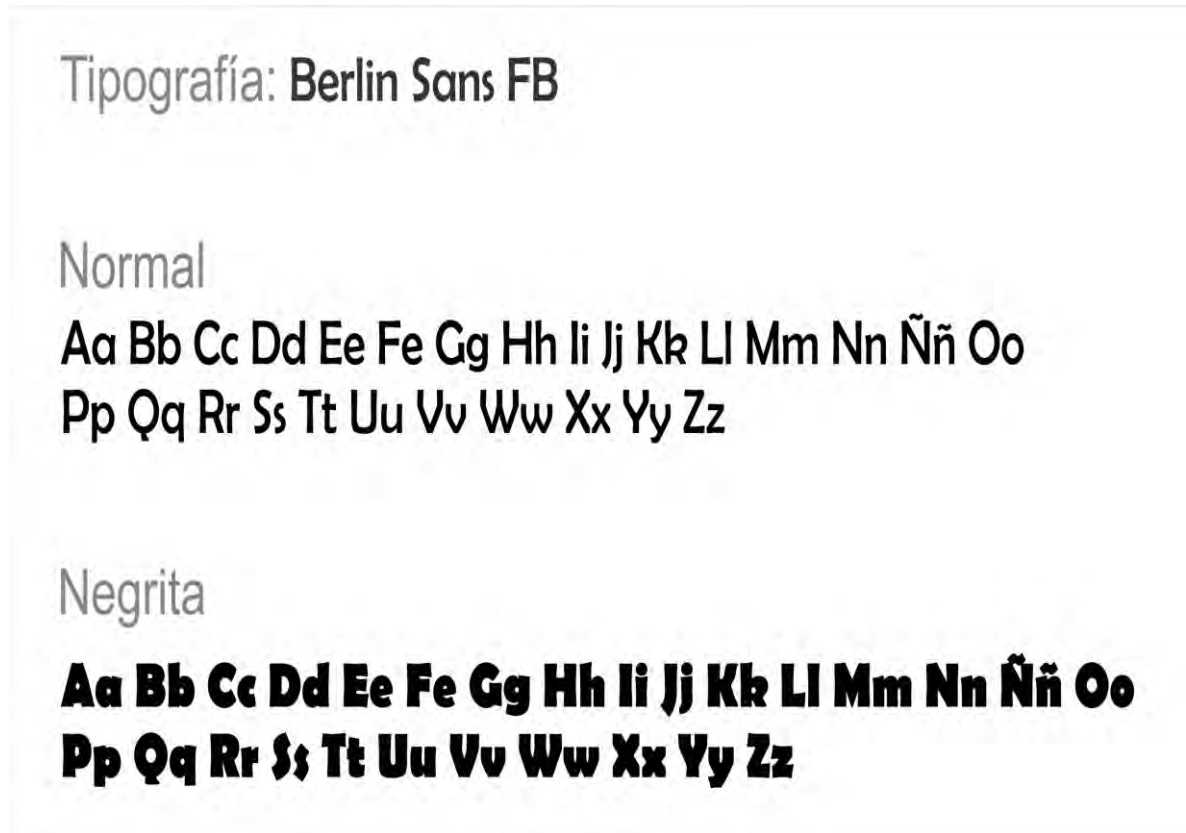 Tipografía: Berlin Sans FB
Normal
Aa Bb Cc Dd Ee Fe Gg Hh Ii Jj Kk Ll Mm Nn Ññ Oo
Pp Qq Rr Ss Tt Uu Vv Ww Xx Yy Zz
Negrita
Aa Bb Cc Dd Ee Fe Gg Hh Ii Jj Kk Ll Mm Nn Ññ Oo
Pp Qq Rr Ss Tt Uu Vv Ww Xx Yy Zz